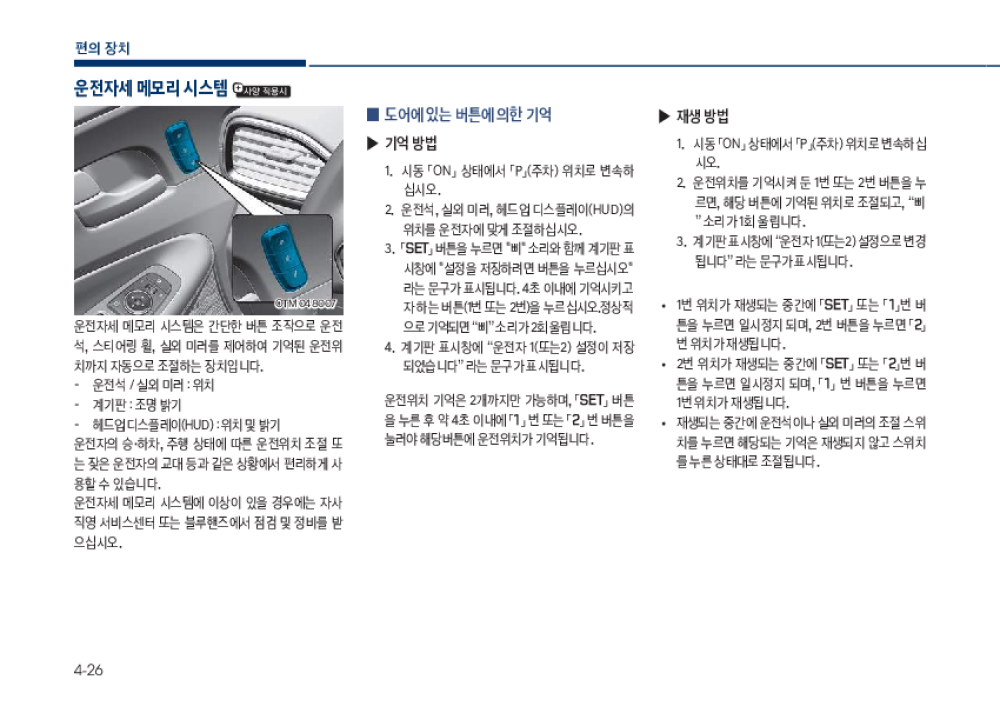 편의 장치
운전자세 메모리 시스템 사양 적용시
OTM048007
운전자세 메모리 시스템은 간단한 버튼 조작으로 운전
석, 스티어링 휠, 실외 미러를 제어하여 기억된 운전위
치까지 자동으로 조절하는 장치입니다.
- 운전석 / 실외 미러 : 위치
- 계기판 : 조명 밝기
- 헤드업 디스플레이(HUD) : 위치 및 밝기
운전자의 승·하차, 주행 상태에 따른 운전위치 조절 또
는 잦은 운전자의 교대 등과 같은 상황에서 편리하게 사
용할 수 있습니다.
운전자세 메모리 시스템에 이상이 있을 경우에는 자사
직영 서비스센터 또는 블루핸즈에서 점검 및 정비를 받
으십시오.
■ 도어에 있는 버튼에 의한 기억
▶ 기억 방법
1. 시동 「ON」 상태에서 「P」(주차) 위치로 변속하
십시오.
2. 운전석, 실외 미러, 헤드업 디스플레이(HUD)의
위치를 운전자에 맞게 조절하십시오.
3. 「SET」 버튼을 누르면 "삐" 소리와 함께 계기판 표
시창에 "설정을 저장하려면 버튼을 누르십시오"
라는 문구가 표시됩니다. 4초 이내에 기억시키고
자 하는 버튼(1번 또는 2번)을 누르십시오.정상적
으로 기억되면 “삐” 소리가 2회 울립니다.
4. 계기판 표시창에 “운전자 1(또는2) 설정이 저장
되었습니다” 라는 문구가 표시됩니다.
운전위치 기억은 2개까지만 가능하며, 「SET」 버튼
을 누른 후 약 4초 이내에 「1」 번 또는 「2」 번 버튼을
눌러야 해당버튼에 운전위치가 기억됩니다.
▶ 재생 방법
1. 시동 「ON」 상태에서 「P」(주차) 위치로 변속하십
시오.
2. 운전위치를 기억시켜 둔 1번 또는 2번 버튼을 누
르면, 해당 버튼에 기억된 위치로 조절되고, “삐
” 소리가 1회 울립니다.
3. 계기판 표시창에 “운전자 1(또는2) 설정으로 변경
됩니다” 라는 문구가 표시됩니다.
• 1번 위치가 재생되는 중간에 「SET」 또는 「1」번 버
튼을 누르면 일시정지 되며, 2번 버튼을 누르면 「2」
번 위치가 재생됩니다.
• 2번 위치가 재생되는 중간에 「SET」 또는 「2」번 버
튼을 누르면 일시정지 되며, 「1」 번 버튼을 누르면
1번 위치가 재생됩니다.
• 재생되는 중간에 운전석이나 실외 미러의 조절 스위
치를 누르면 해당되는 기억은 재생되지 않고 스위치
를 누른 상태대로 조절됩니다.
4-26